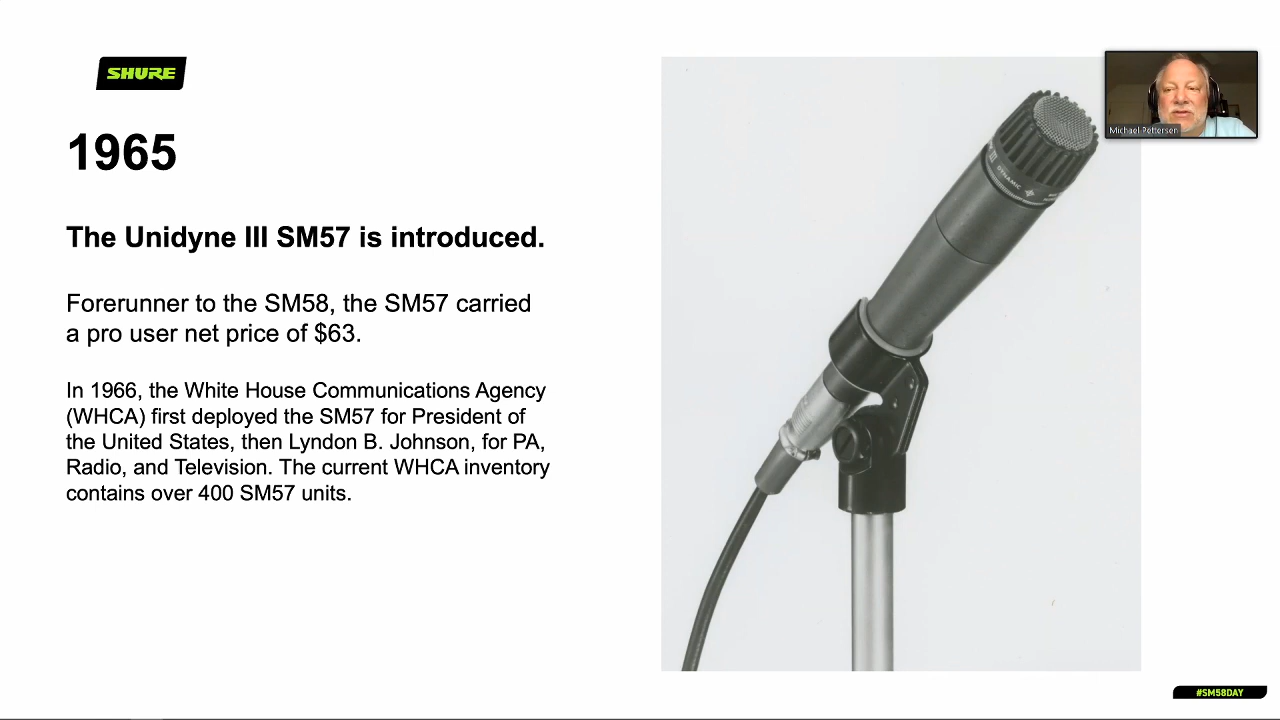 SHURE
1965
The Unidyne III SM57 is introduced.
Forerunner to the SM58, the SM57 carried
a pro user net price of $63.
In 1966, the White House Communications Agency
(WHCA) first deployed the SM57 for President of
the United States, then Lyndon B. Johnson, for PA,
Radio, and Television. The current WHCA inventory
contains over 400 SM57 units.
III
DYNAMIC
Michael Pettersen
#SM58DAY